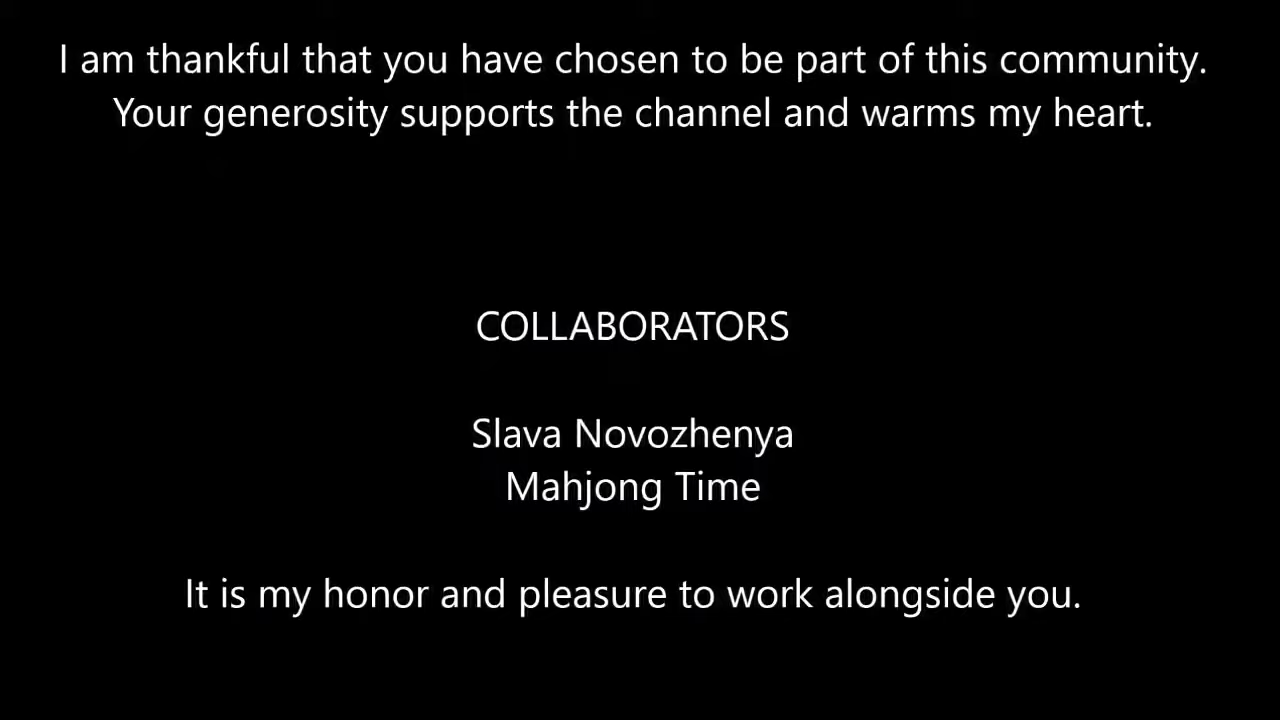 I am thankful that you have chosen to be part of this community.
Your generosity supports the channel and warms my heart.
COLLABORATORS
Slava Novozhenya
Mahjong Time
It is my honor and pleasure to work alongside you.